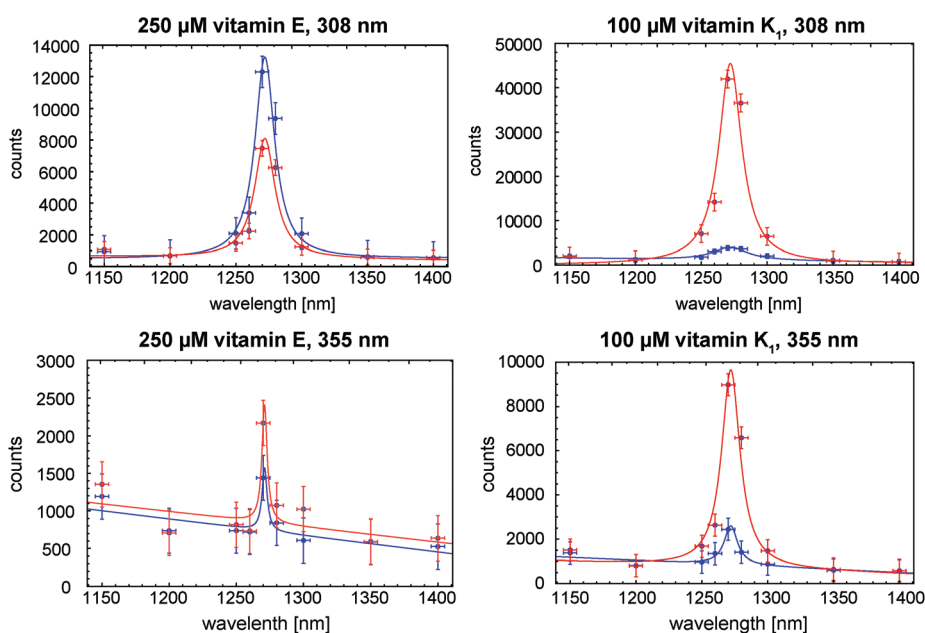 250 µM vitamin E, 308 nm
14000
12000
10000
8000
6000
4000
2000
0
counts
1150 1200 1250 1300 1350 1400
wavelength [nm]
100 µM vitamin K1, 308 nm
50000
40000
30000
20000
10000
0
counts
1150 1200 1250 1300 1350 1400
wavelength [nm]
250 µM vitamin E, 355 nm
3000
2500
2000
1500
1000
500
0
counts
1150 1200 1250 1300 1350 1400
wavelenth [nm]
100 µM vitamin K1, 355 nm
10000
8000
6000
4000
2000
0
counts
1150 1200 1250 1300 1350 1400
wavelength [nm]